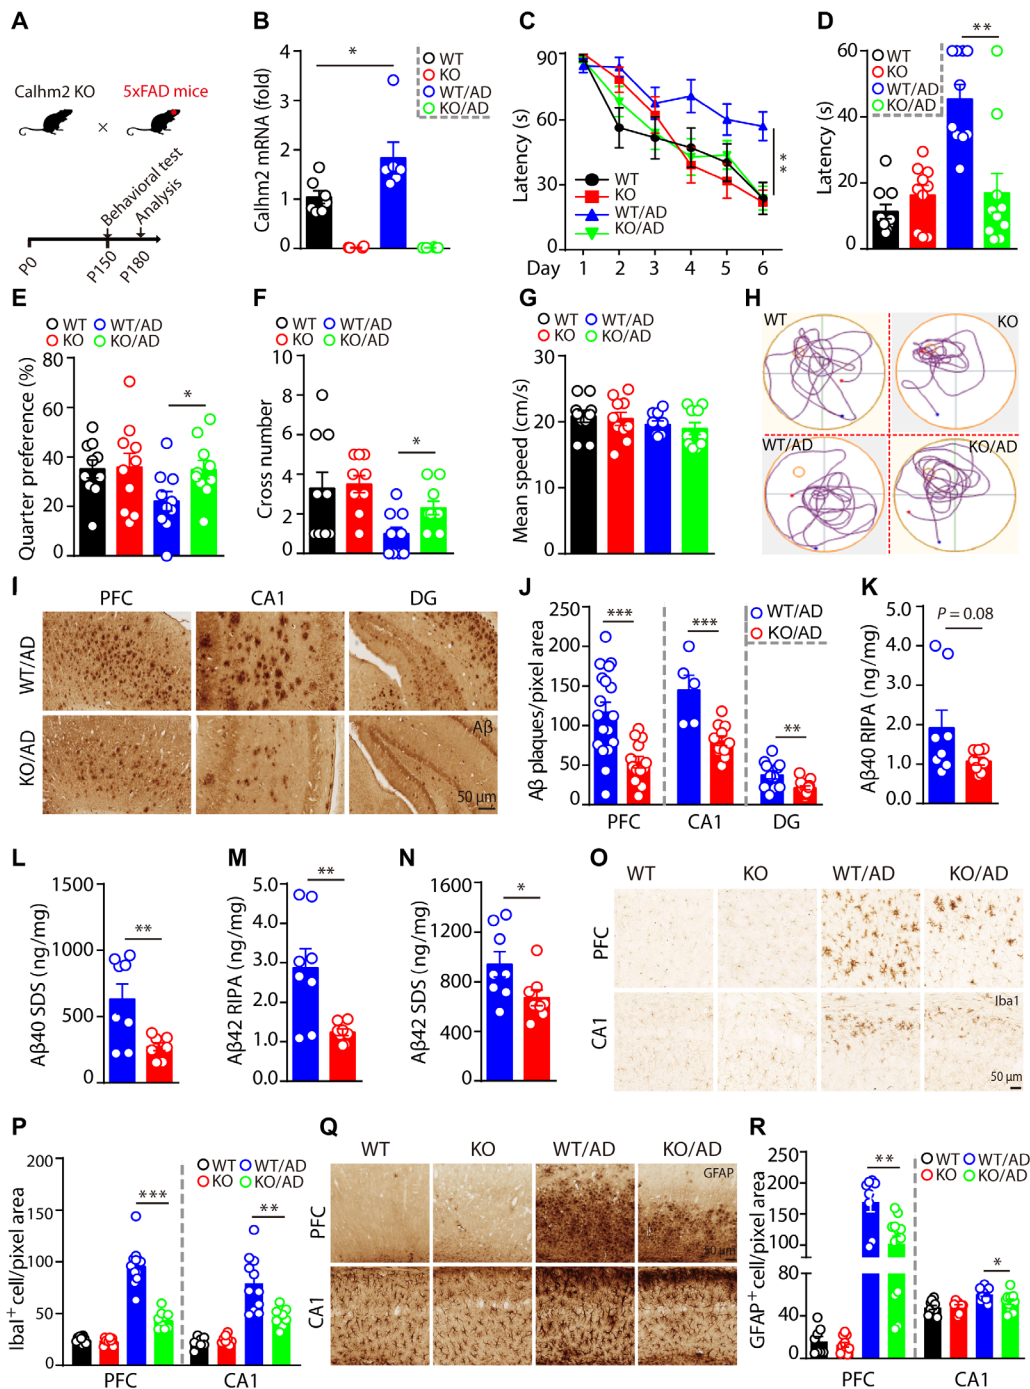 A
Calhm2 KO
5xFAD mice
×
Behavioral test
Analysis
P0
P150
P180
B
Calhm2 mRNA (fold)
4
3
2
1
0
*
WT
KO
WT/AD
KO/AD
C
Latency (s)
90
60
30
0
WT
KO
WT/AD
KO/AD
**
Day 1 2 3 4 5 6
D
WT
KO
WT/AD
KO/AD
**
Latency (s)
60
40
20
0
E
WT WT/AD
KO KO/AD
Quarter preference (%)
80
60
40
20
0
*
F
WT WT/AD
KO KO/AD
Cross number
10
8
6
4
2
0
*
G
WT WT/AD
KO KO/AD
Mean speed (cm/s)
30
20
10
0
H
WT
KO
WT/AD
KO/AD
I
PFC CA1 DG
WT/AD
KO/AD
Aβ
50 µm
J
Aβ plaques/pixel area
250
200
150
100
50
0
***
***
**
WT/AD
KO/AD
PFC CA1 DG
K
Aβ40 RIPA (ng/mg)
5.0
4.0
3.0
2.0
1.0
0.0
P = 0.08
L
Aβ40 SDS (ng/mg)
1500
1000
500
0
**
M
Aβ42 RIPA (ng/mg)
5.0
4.0
3.0
2.0
1.0
0.0
**
N
Aβ42 SDS (ng/mg)
1600
1200
800
400
0
*
O
WT KO WT/AD KO/AD
PFC
CA1
Iba1
50 µm
P
Ibal+ cell/pixel area
200
150
100
50
0
***
**
WT WT/AD
KO KO/AD
PFC CA1
Q
WT KO WT/AD KO/AD
PFC
CA1
GFAP
50 µm
R
GFAP+ cell/pixel area
250
200
150
100
80
40
0
**
*
WT WT/AD
KO KO/AD
PFC CA1